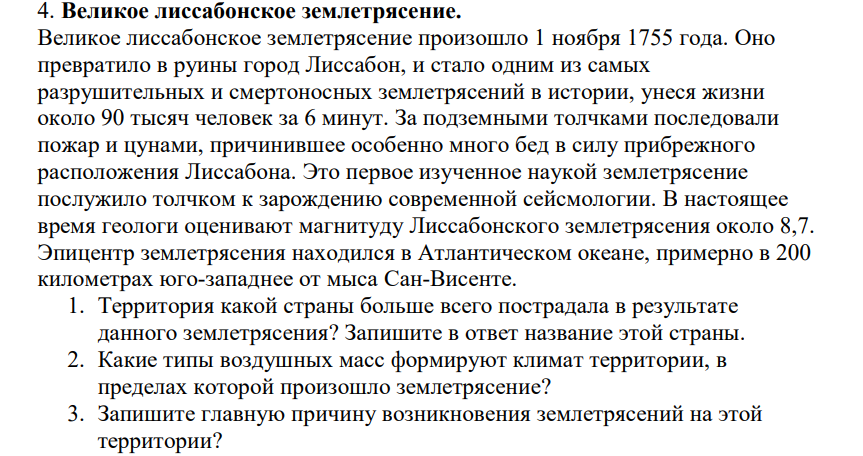 4. Великое лиссабонское землетрясение.
Великое лиссабонское землетрясение произошло 1 ноября 1755 года. Оно
превратило в руины город Лиссабон, и стало одним из самых
разрушительных и смертоносных землетрясений в истории, унеся жизни
около 90 тысяч человек за 6 минут. За подземными толчками последовали
пожар и цунами, причинившее особенно много бед в силу прибрежного
расположения Лиссабона. Это первое изученное наукой землетрясение
послужило толчком к зарождению современной сейсмологии. В настоящее
время геологи оценивают магнитуду Лиссабонского землетрясения около 8,7.
Эпицентр землетрясения находился в Атлантическом океане, примерно в 200
километрах юго-западнее от мыса Сан-Висенте.
1. Территория какой страны больше всего пострадала в результате
данного землетрясения? Запишите в ответ название этой страны.
2. Какие типы воздушных масс формируют климат территории, в
пределах которой произошло землетрясение?
3. Запишите главную причину возникновения землетрясений на этой
территории?